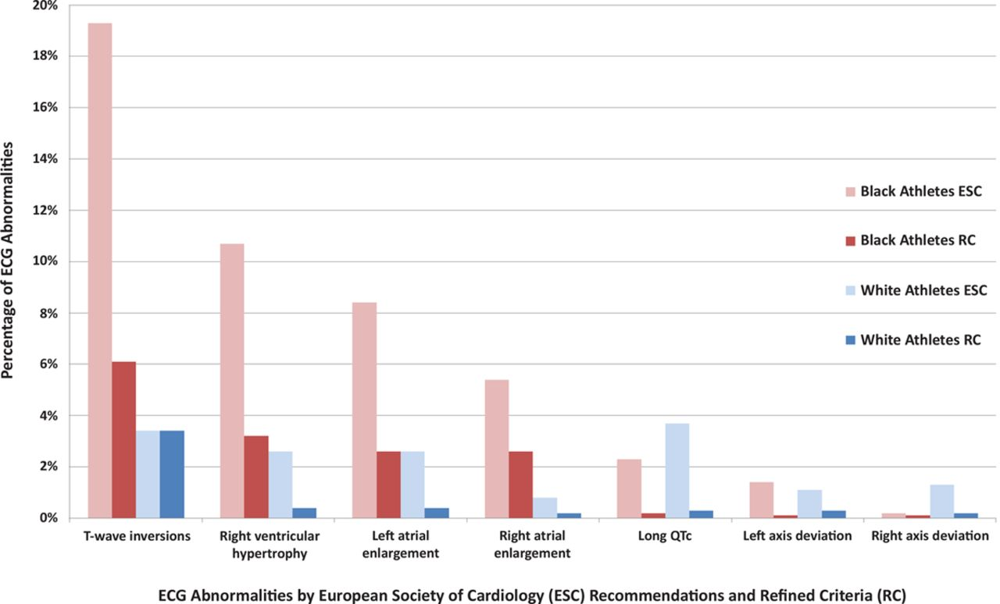 20%
18%
16%
14%
12%
10%
8%
6%
4%
2%
0%
Percentage of ECG Abnormalities
Black Athletes ESC
Black Athletes RC
White Athletes ESC
White Athletes RC
T-wave inversions
Right ventricular
hypertrophy
Left atrial
enlargement
Right atrial
enlargement
Long QTc
Left axis deviation
Right axis deviation
ECG Abnormalities by European Society of Cardiology (ESC) Recommendations and Refined Criteria (RC)